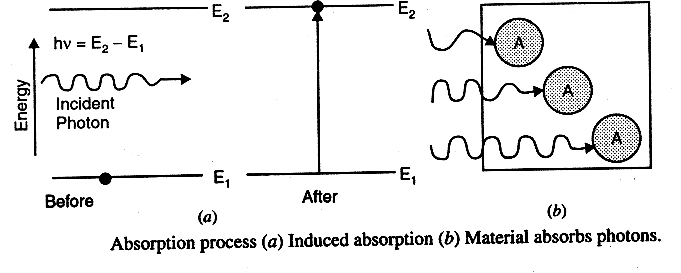 E₂
E₂
hν = E₂ – E₁
Energy
Incident
Photon
A
A
A
E₁
E₁
Before
After
(a)
(b)
Absorption process (a) Induced absorption (b) Material absorbs photons.